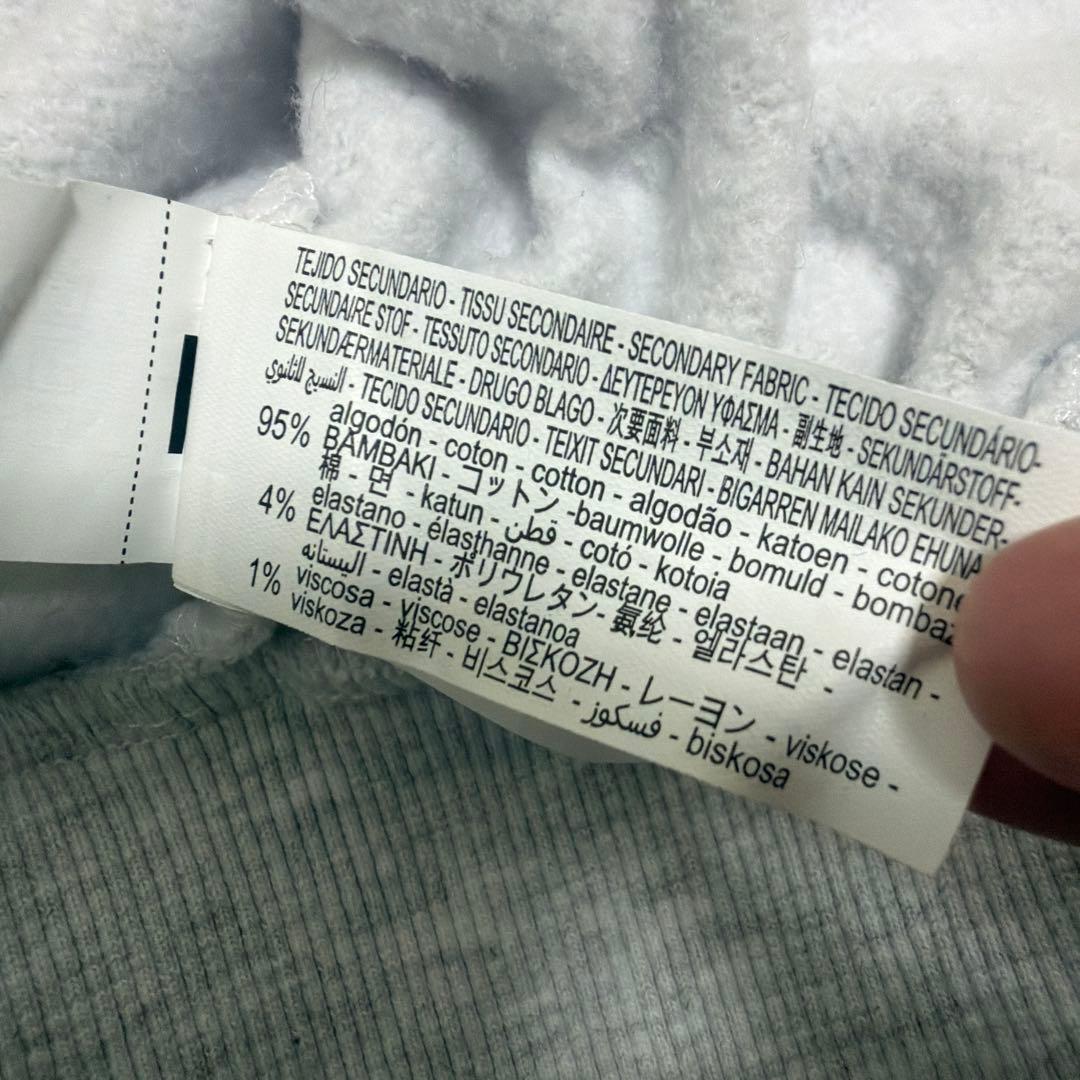 TEJIDO SECUNDARIO - TISSU SECONDAIRE - SECONDARY FABRIC - TECIDO SECUNDÁRIO-
SECUNDAIRE STOF - TESSUTO SECONDARIO - ΔΕΥΤΕΡΕΥΟΝ ΥΦΑΣΜΑ - 副生地 - SEKUNDÄRSTOFF-
SEKUNDÆRMATERIALE - DRUGO BLAGO - 次要面料 - 부소재 - BAHAN KAIN SEKUNDER-
النسيج الثانوي - TECIDO SECUNDARIO - TEIXIT SECUNDARI - BIGARREN MAILAKO EHUNA
95% algodón - coton - cotton - algodão - katoen - cotone
BAMBAKI - コットン -baumwolle - bomuld - bombaž
棉 - 면 - katun - قطن - cotó - kotoia
4% elastano - élasthanne - elastane - elastaan - elastan -
ΕΛΑΣΤΙΝΗ - ポリウレタン- 氨纶 - 엘라스탄 -
اليستانه - elastà - elastanoa
1% viscosa - viscose - ΒΙΣΚΟΖΗ - レーヨン - viskose -
viskoza - 粘纤 - 비스코스 - فسكوز - biskosa